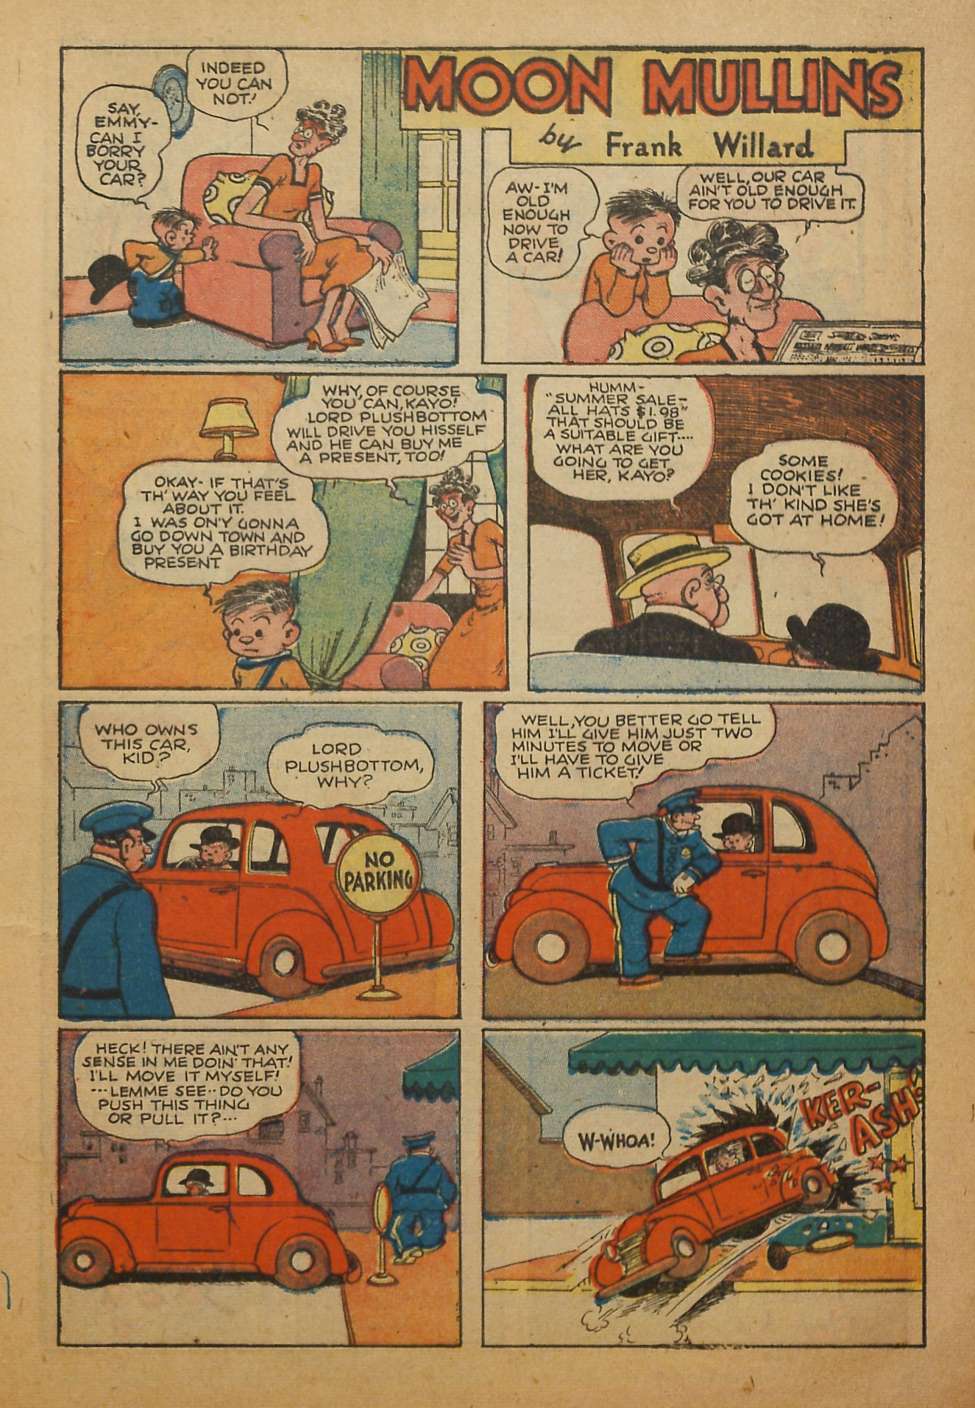 MOON MULLINS
by Frank Willard
SAY,
EMMY-
CAN I
BORRY
YOUR
CAR?
INDEED
YOU CAN
NOT!
AW- I'M
OLD
ENOUGH
NOW TO
DRIVE
A CAR!
WELL, OUR CAR
AIN'T OLD ENOUGH
FOR YOU TO DRIVE IT.
OKAY- IF THAT'S
TH' WAY YOU FEEL
ABOUT IT.
I WAS ON'Y GONNA
GO DOWN TOWN AND
BUY YOU A BIRTHDAY
PRESENT
WHY, OF COURSE
YOU CAN, KAYO!
LORD PLUSHBOTTOM
WILL DRIVE YOU HISSELF
AND HE CAN BUY ME
A PRESENT, TOO!
HUMM-
"SUMMER SALE-
ALL HATS $1.98"
THAT SHOULD BE
A SUITABLE GIFT....
WHAT ARE YOU
GOING TO GET
HER, KAYO?
SOME
COOKIES!
I DON'T LIKE
TH' KIND SHE'S
GOT AT HOME!
WHO OWNS
THIS CAR,
KID?
LORD
PLUSHBOTTOM,
WHY?
NO
PARKING
WELL, YOU BETTER GO TELL
HIM I'LL GIVE HIM JUST TWO
MINUTES TO MOVE OR
I'LL HAVE TO GIVE
HIM A TICKET!
HECK! THERE AIN'T ANY
SENSE IN ME DOIN' THAT!
I'LL MOVE IT MYSELF!
---LEMME SEE--DO YOU
PUSH THIS THING
OR PULL IT?---
W-WHOA!
KER-
ASH!